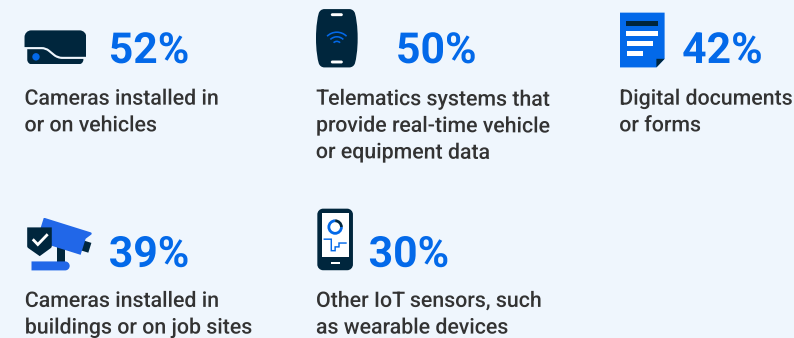 52%
Cameras installed in
or on vehicles
50%
Telematics systems that
provide real-time vehicle
or equipment data
42%
Digital documents
or forms
39%
Cameras installed in
buildings or on job sites
30%
Other IoT sensors, such
as wearable devices